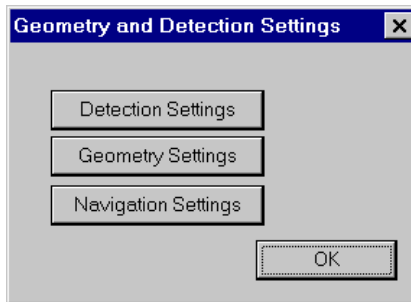 Geometry and Detection Settings
Detection Settings
Geometry Settings
Navigation Settings
OK